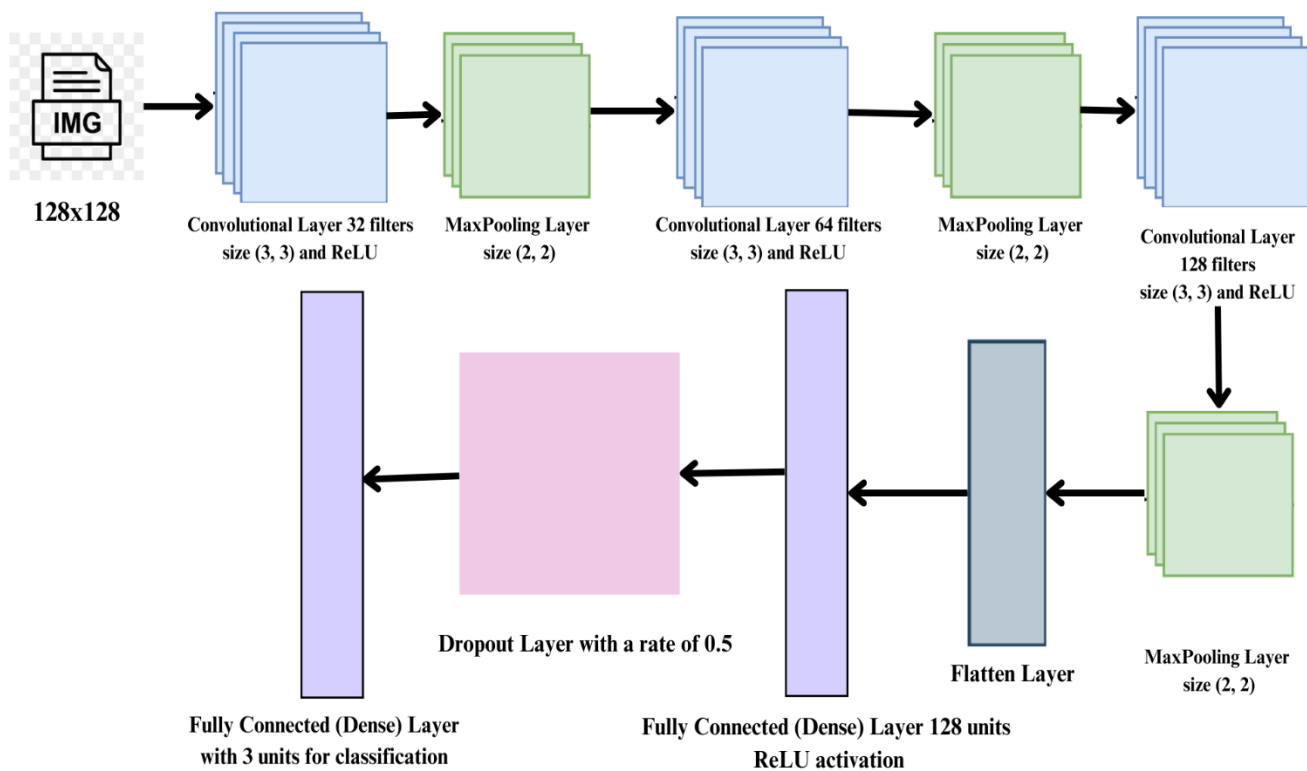 IMG
128x128
Convolutional Layer 32 filters
size (3, 3) and ReLU
MaxPooling Layer
size (2, 2)
Convolutional Layer 64 filters
size (3, 3) and ReLU
MaxPooling Layer
size (2, 2)
Convolutional Layer
128 filters
size (3, 3) and ReLU
MaxPooling Layer
size (2, 2)
Flatten Layer
Fully Connected (Dense) Layer 128 units
ReLU activation
Dropout Layer with a rate of 0.5
Fully Connected (Dense) Layer
with 3 units for classification